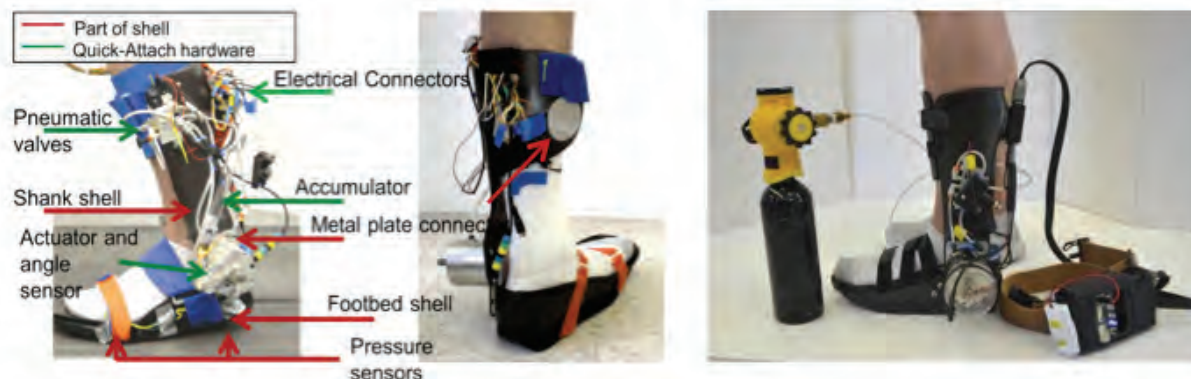 Part of shell
Quick-Attach hardware
Electrical Connectors
Pneumatic
valves
Shank shell
Accumulator
Metal plate connec
Actuator and
angle
sensor
Footbed shell
Pressure
sensors